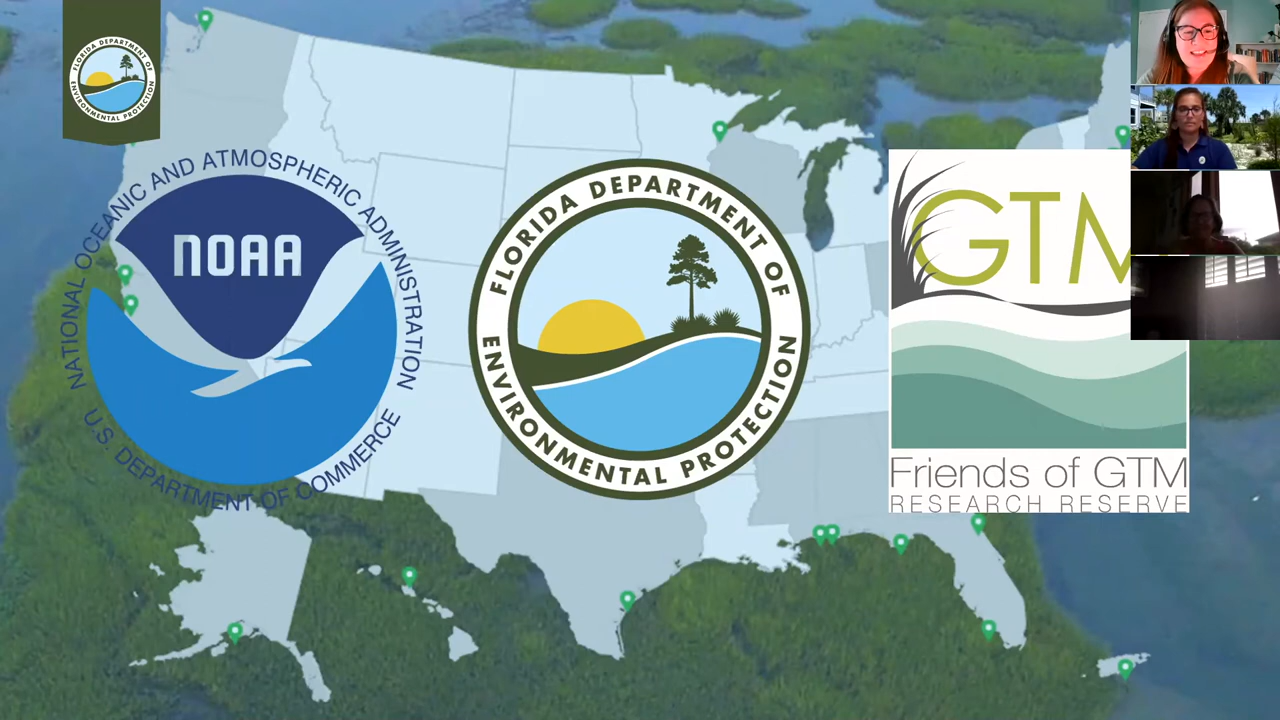 FLORIDA DEPARTMENT OF
ENVIRONMENTAL PROTECTION
NATIONAL OCEANIC AND ATMOSPHERIC ADMINISTRATION
NOAA
U.S. DEPARTMENT OF COMMERCE
FLORIDA DEPARTMENT OF
ENVIRONMENTAL PROTECTION
GTM
Friends of GTM
RESEARCH RESERVE